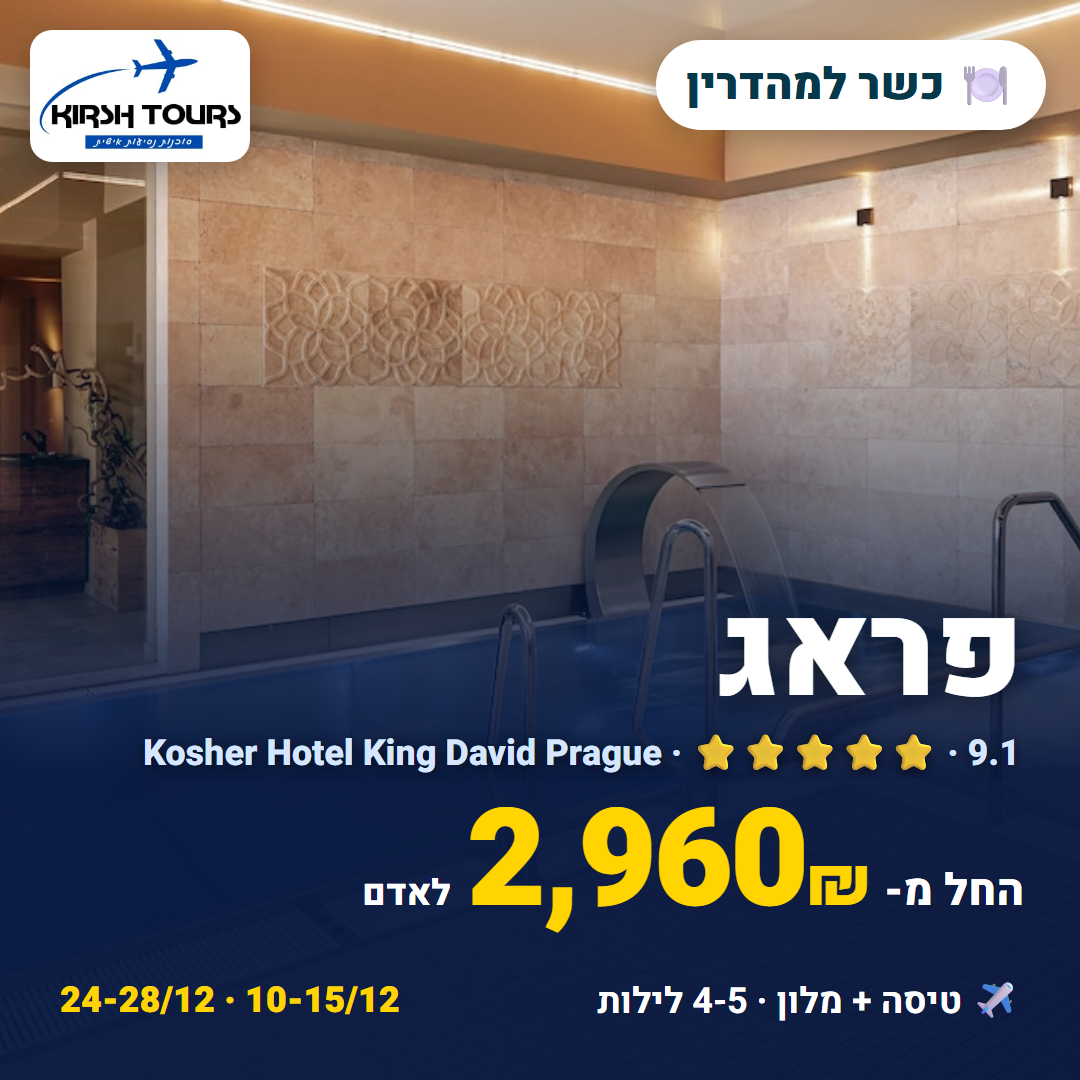 KIRSH TOURS
סוכנות נסיעות אישית
כשר למהדרין
פראג
Kosher Hotel King David Prague · ⭐⭐⭐⭐⭐ · 9.1
החל מ- ₪2,960 לאדם
טיסה + מלון · 4-5 לילות
24-28/12 · 10-15/12